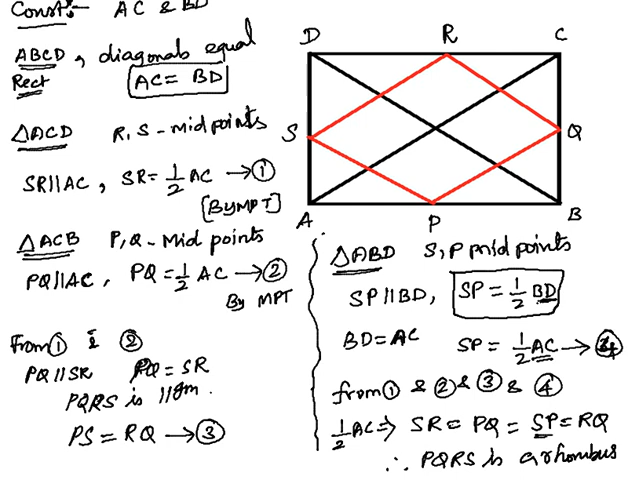 Const:- AC & BD
ABCD, diagonals equal
Rect AC = BD
△ACD R, S - mid points
SR||AC, SR = 1/2 AC → ①
[By MPT]
△ACB P, Q - Mid points
PQ||AC, PQ = 1/2 AC → ②
By MPT
From ① & ②
PQ||SR PQ = SR
PQRS is ||gm.
PS = RQ → ③
D R C
S Q
A P B
△ABD S, P mid points
SP||BD, SP = 1/2 BD
BD = AC SP = 1/2 AC → ④
from ① & ② & ③ & ④
1/2 AC ⇒ SR = PQ = SP = RQ
∴ PQRS is a rhombus